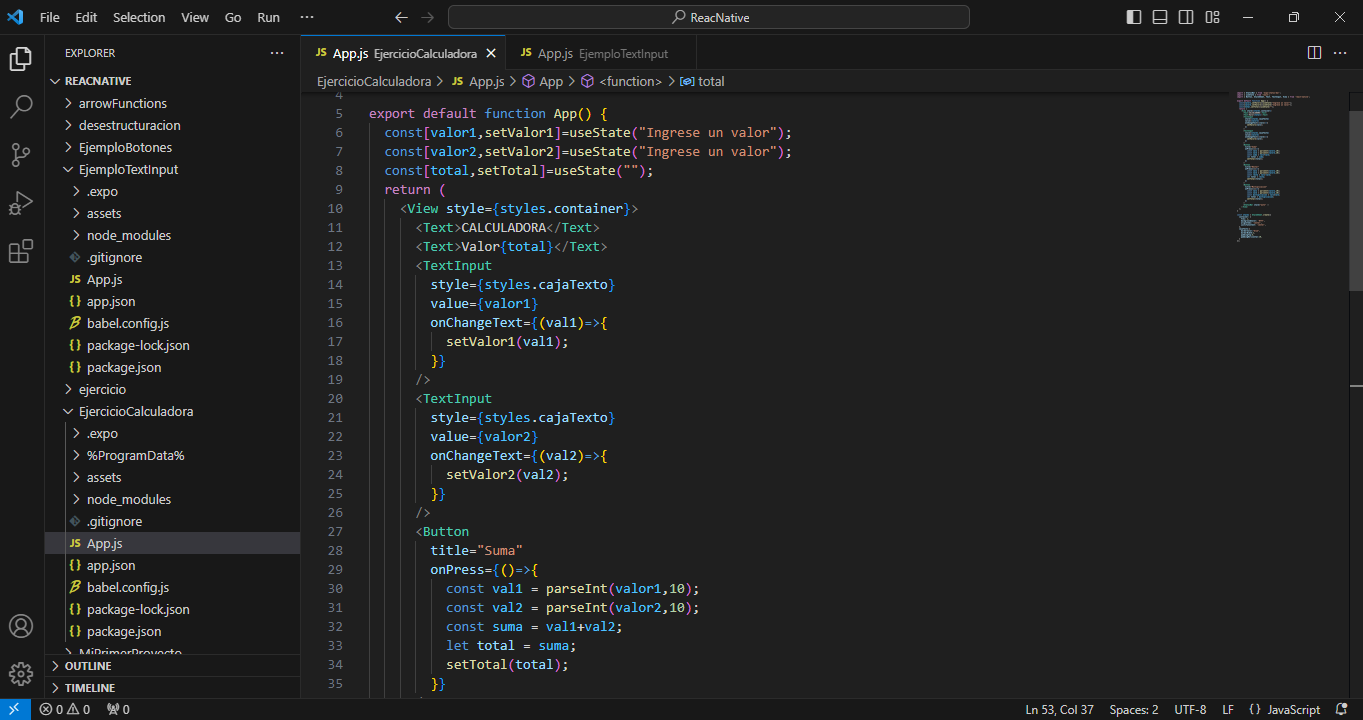 File Edit Selection View Go Run ··· ReacNative
EXPLORER ···
REACNATIVE
arrowFunctions
desestructuracion
EjemploBotones
EjemploTextInput
.expo
assets
node_modules
.gitignore
JS App.js
{} app.json
babel.config.js
{} package-lock.json
{} package.json
ejercicio
EjercicioCalculadora
.expo
%ProgramData%
assets
node_modules
.gitignore
JS App.js
{} app.json
babel.config.js
{} package-lock.json
{} package.json
MiPrimerProyecto
OUTLINE
TIMELINE
JS App.js EjercicioCalculadora JS App.js EjemploTextInput
EjercicioCalculadora > JS App.js > App > <function> > total
4
5 export default function App() {
6 const[valor1,setValor1]=useState("Ingrese un valor");
7 const[valor2,setValor2]=useState("Ingrese un valor");
8 const[total,setTotal]=useState("");
9 return (
10 <View style={styles.container}>
11 <Text>CALCULADORA</Text>
12 <Text>Valor{total}</Text>
13 <TextInput
14 style={styles.cajaTexto}
15 value={valor1}
16 onChangeText={(val1)=>{
17 setValor1(val1);
18 }}
19 />
20 <TextInput
21 style={styles.cajaTexto}
22 value={valor2}
23 onChangeText={(val2)=>{
24 setValor2(val2);
25 }}
26 />
27 <Button
28 title="Suma"
29 onPress={()=>{
30 const val1 = parseInt(valor1,10);
31 const val2 = parseInt(valor2,10);
32 const suma = val1+val2;
33 let total = suma;
34 setTotal(total);
35 }}
0 0 0 Ln 53, Col 37 Spaces: 2 UTF-8 LF {} JavaScript